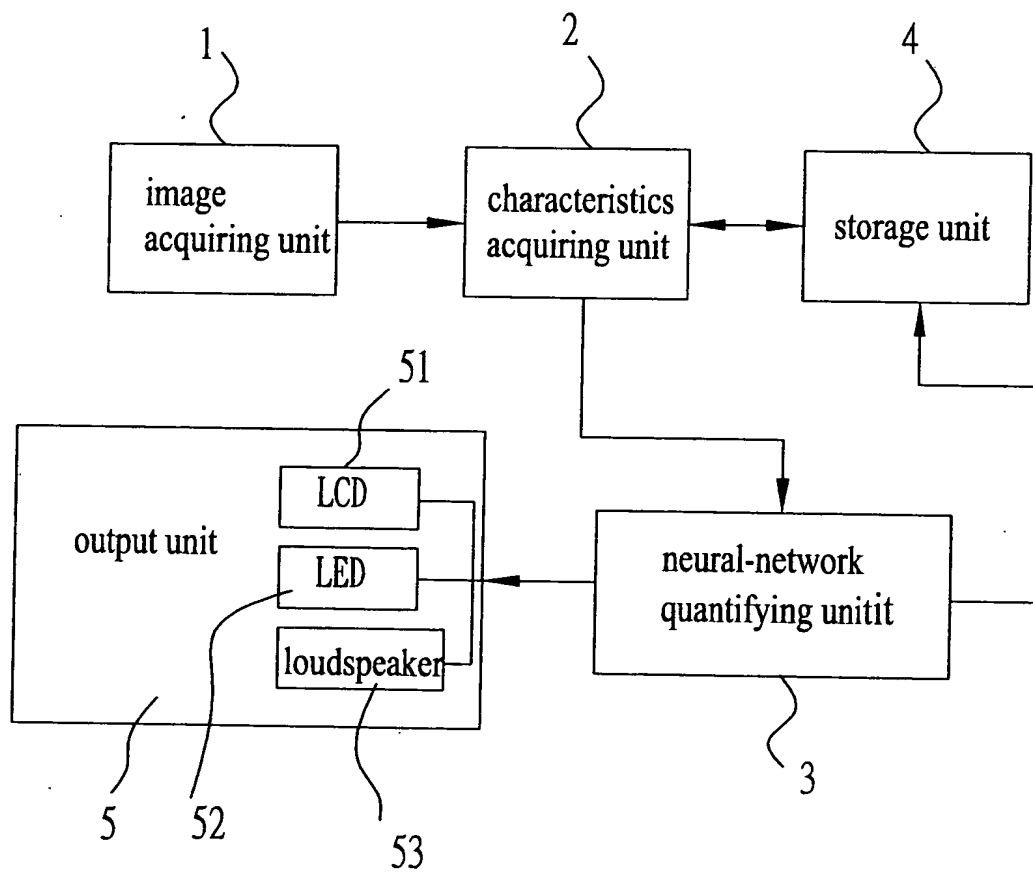 1
2
4
image
acquiring unit
characteristics
acquiring unit
storage unit
51
output unit
LCD
LED
loudspeaker
neural-network
quantifying unitit
5
52
53
3